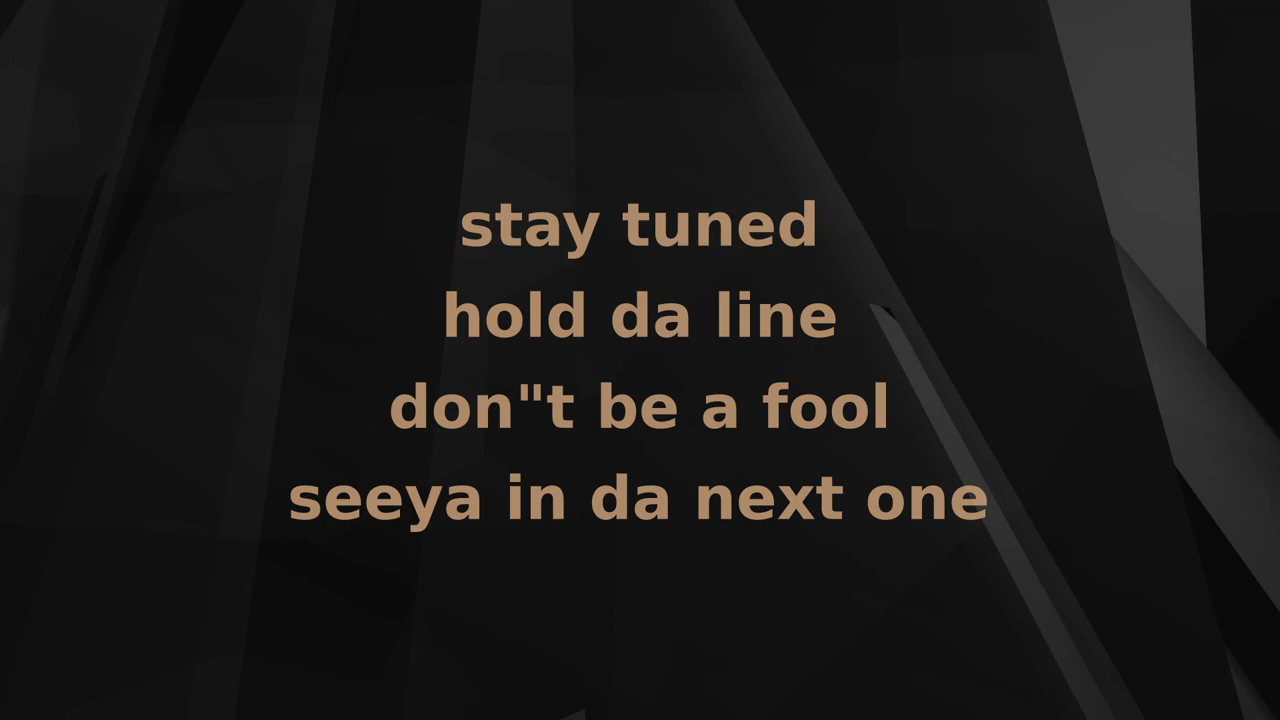 stay tuned
hold da line
don"t be a fool
seeya in da next one